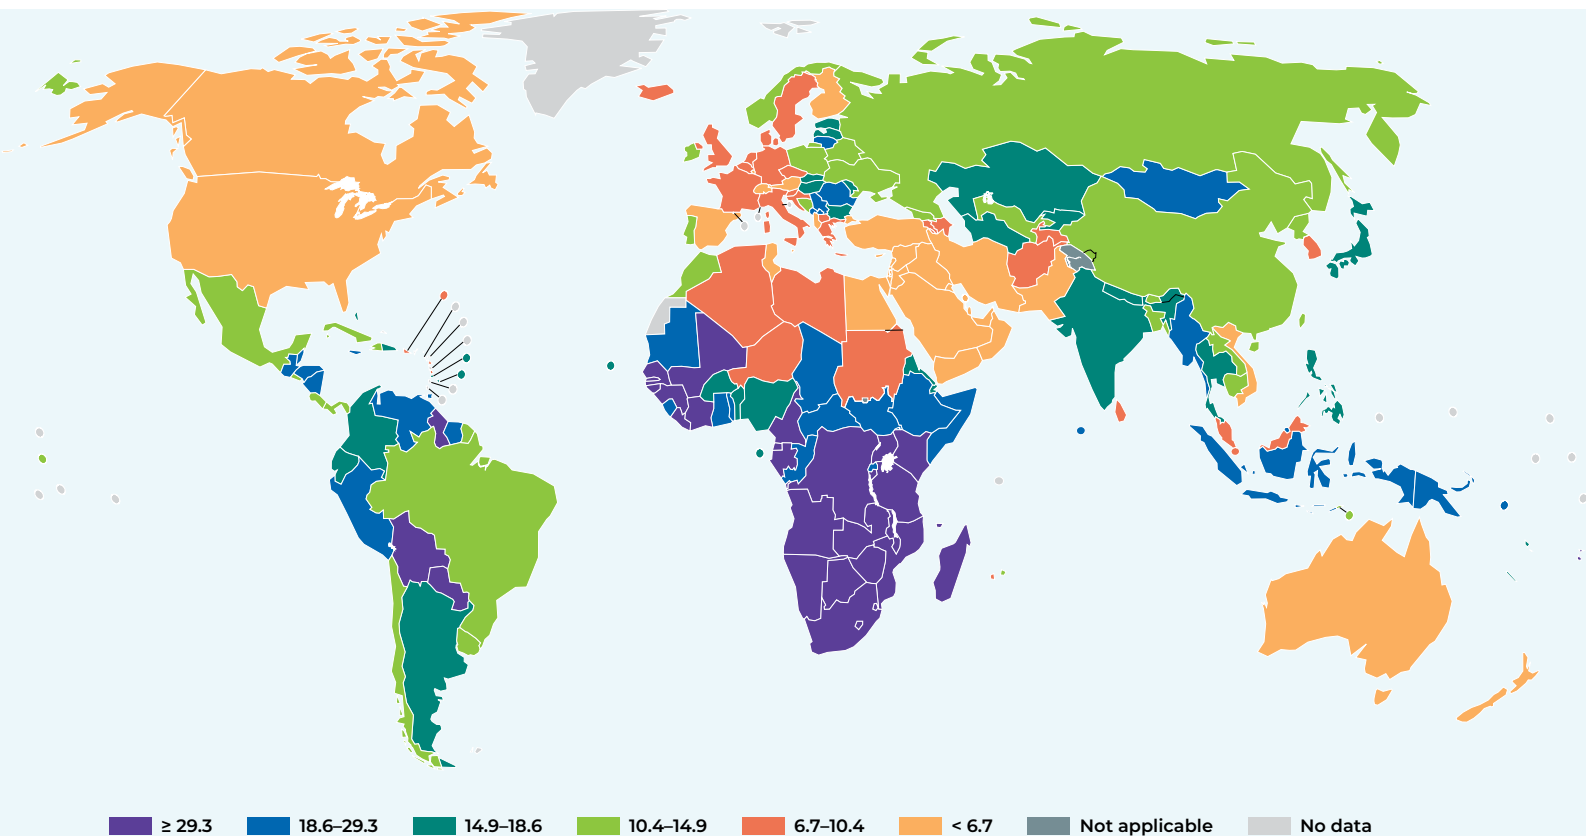 ≥ 29.3 18.6–29.3 14.9–18.6 10.4–14.9 6.7–10.4 < 6.7 Not applicable No data